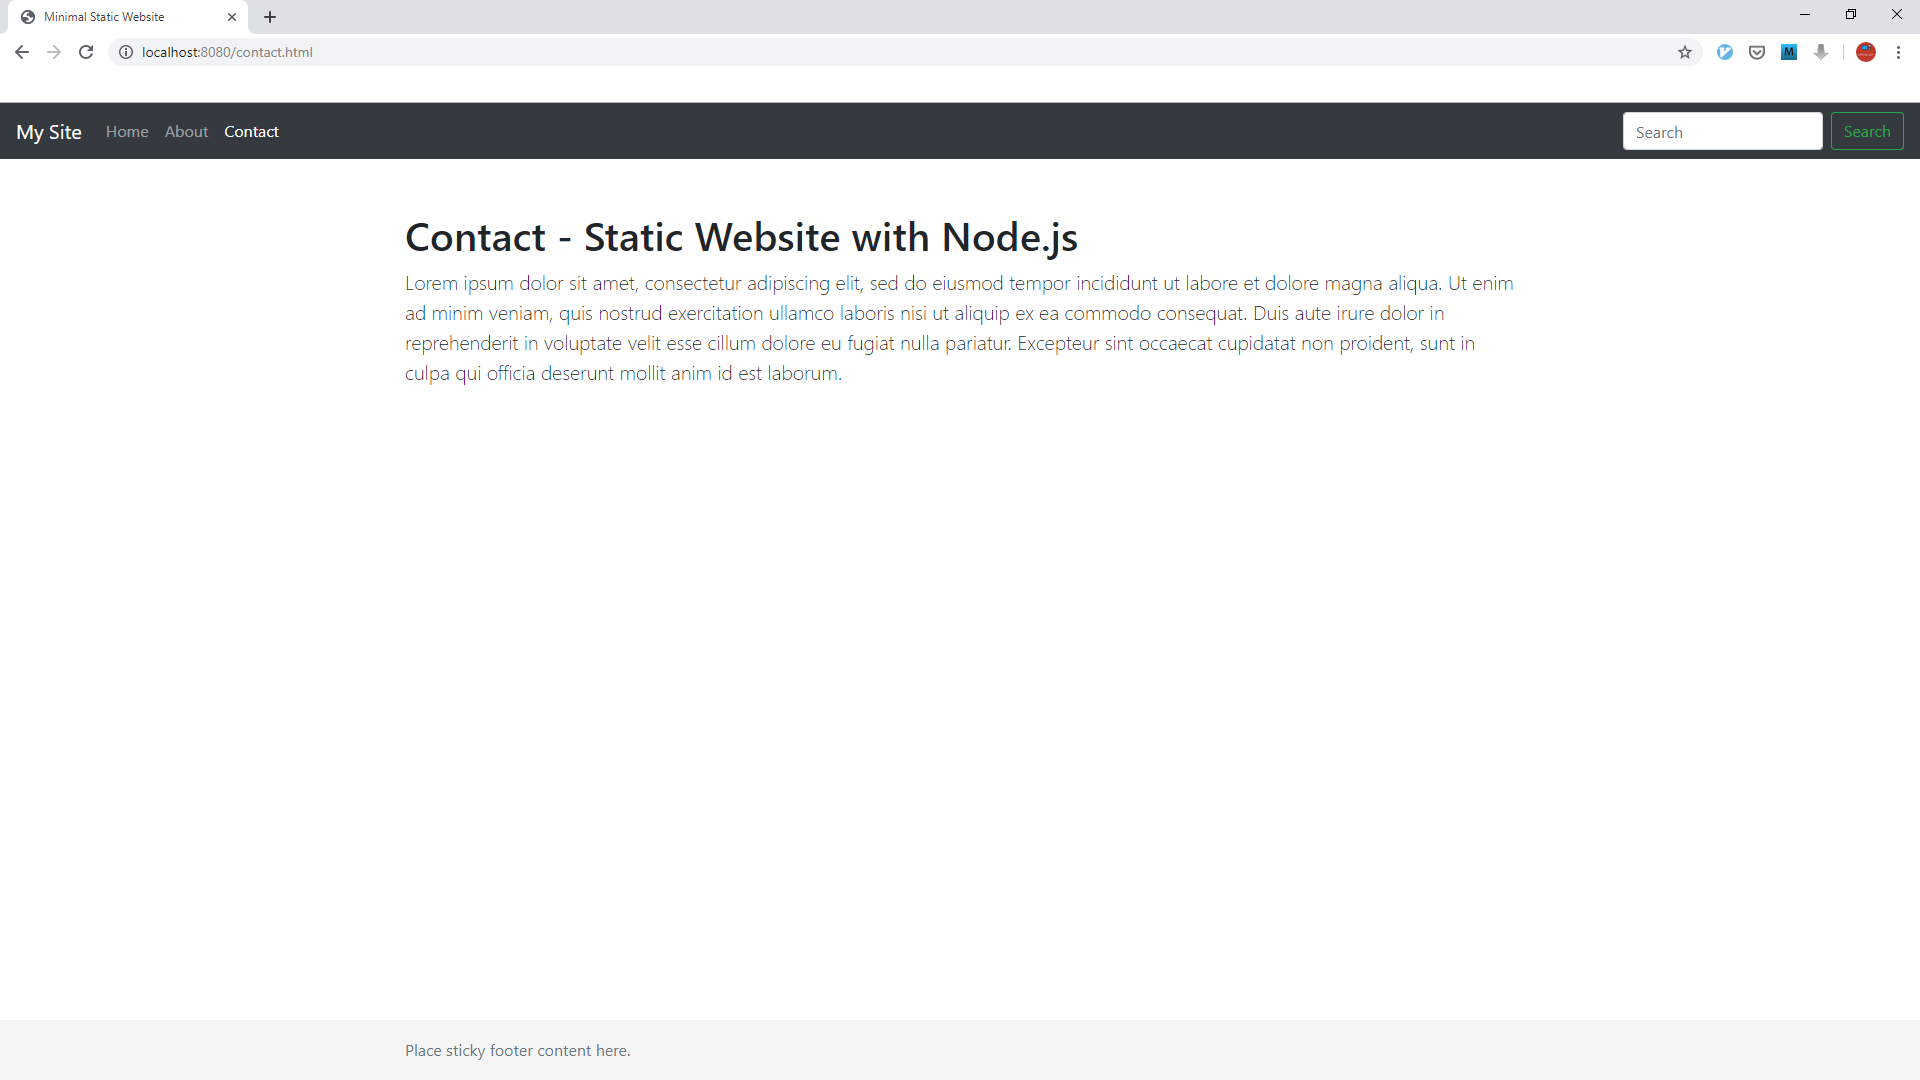 Minimal Static Website
localhost:8080/contact.html
M
My Site Home About Contact Search Search
Contact - Static Website with Node.js
Lorem ipsum dolor sit amet, consectetur adipiscing elit, sed do eiusmod tempor incididunt ut labore et dolore magna aliqua. Ut enim
ad minim veniam, quis nostrud exercitation ullamco laboris nisi ut aliquip ex ea commodo consequat. Duis aute irure dolor in
reprehenderit in voluptate velit esse cillum dolore eu fugiat nulla pariatur. Excepteur sint occaecat cupidatat non proident, sunt in
culpa qui officia deserunt mollit anim id est laborum.
Place sticky footer content here.